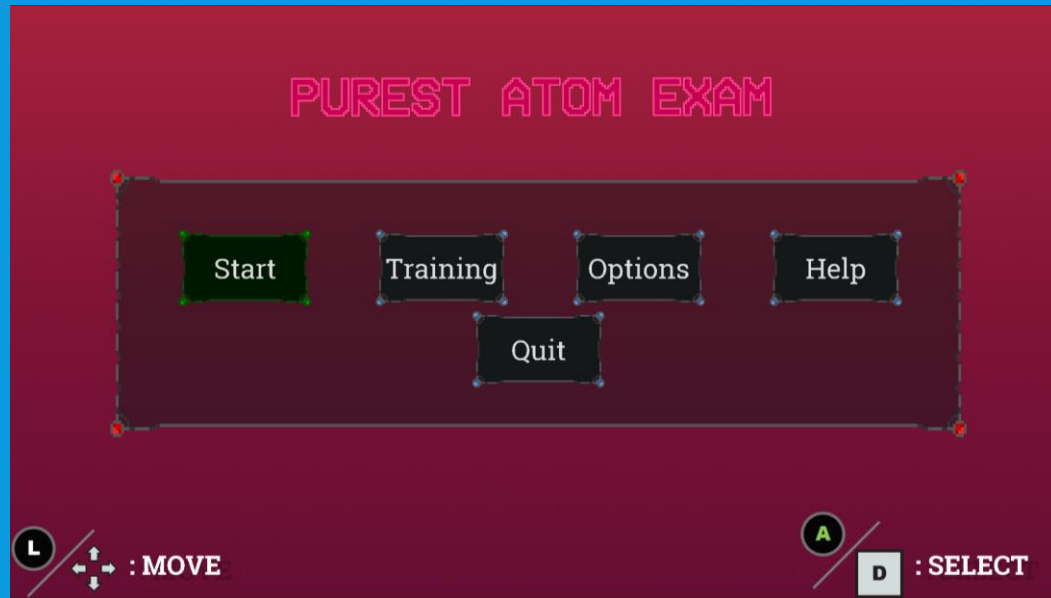 PUREST ATOM EXAM
Start Training Options Help
Quit
L : MOVE
A D : SELECT